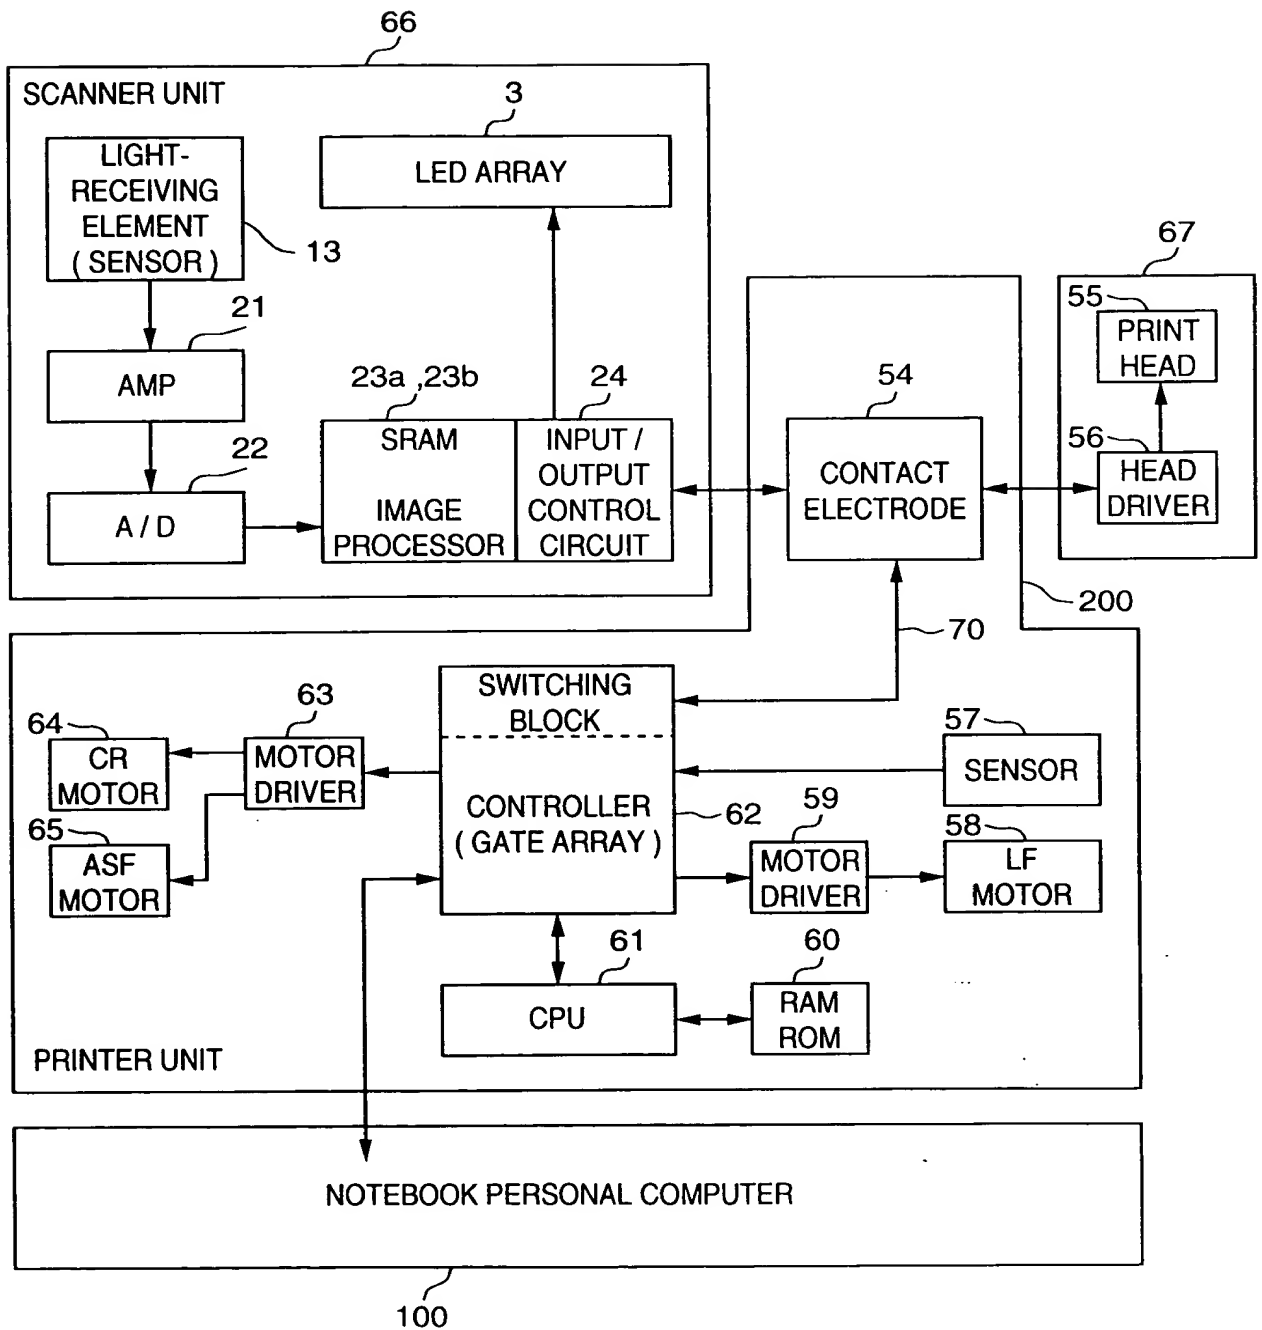 66
SCANNER UNIT
3
LED ARRAY
LIGHT-
RECEIVING
ELEMENT
( SENSOR )
13
21
AMP
22
A / D
23a ,23b
SRAM
IMAGE
PROCESSOR
24
INPUT /
OUTPUT
CONTROL
CIRCUIT
54
CONTACT
ELECTRODE
67
55
PRINT
HEAD
56
HEAD
DRIVER
200
70
SWITCHING
BLOCK
CONTROLLER
( GATE ARRAY )
62
63
MOTOR
DRIVER
64
CR
MOTOR
65
ASF
MOTOR
57
SENSOR
59
MOTOR
DRIVER
58
LF
MOTOR
61
CPU
60
RAM
ROM
PRINTER UNIT
NOTEBOOK PERSONAL COMPUTER
100